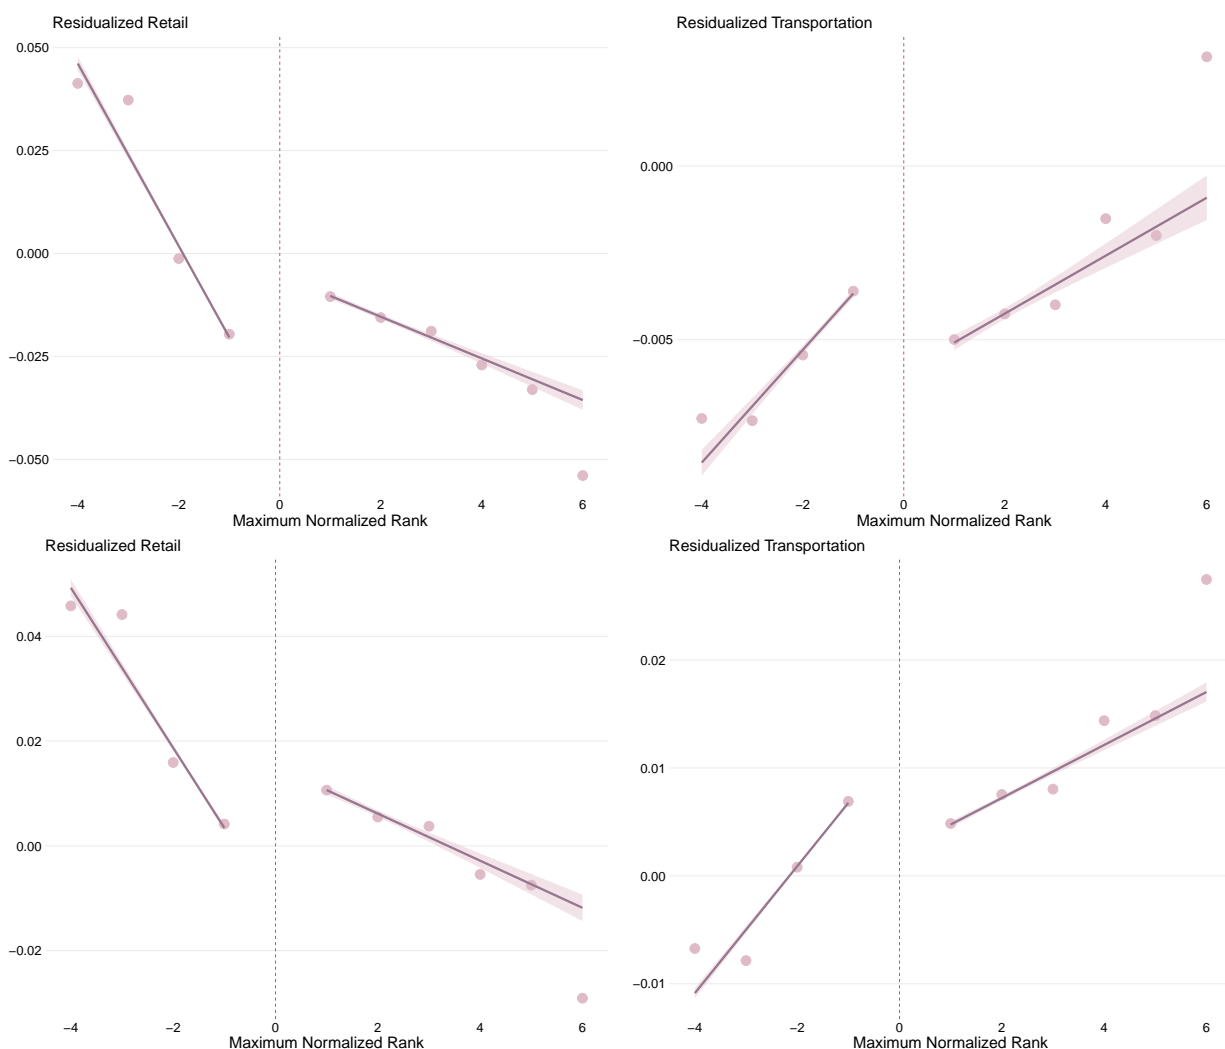 Residualized Retail
0.050
0.025
0.000
−0.025
−0.050
−4 −2 0 2 4 6
Maximum Normalized Rank
Residualized Transportation
0.000
−0.005
−4 −2 0 2 4 6
Maximum Normalized Rank
Residualized Retail
0.04
0.02
0.00
−0.02
−4 −2 0 2 4 6
Maximum Normalized Rank
Residualized Transportation
0.02
0.01
0.00
−0.01
−4 −2 0 2 4 6
Maximum Normalized Rank